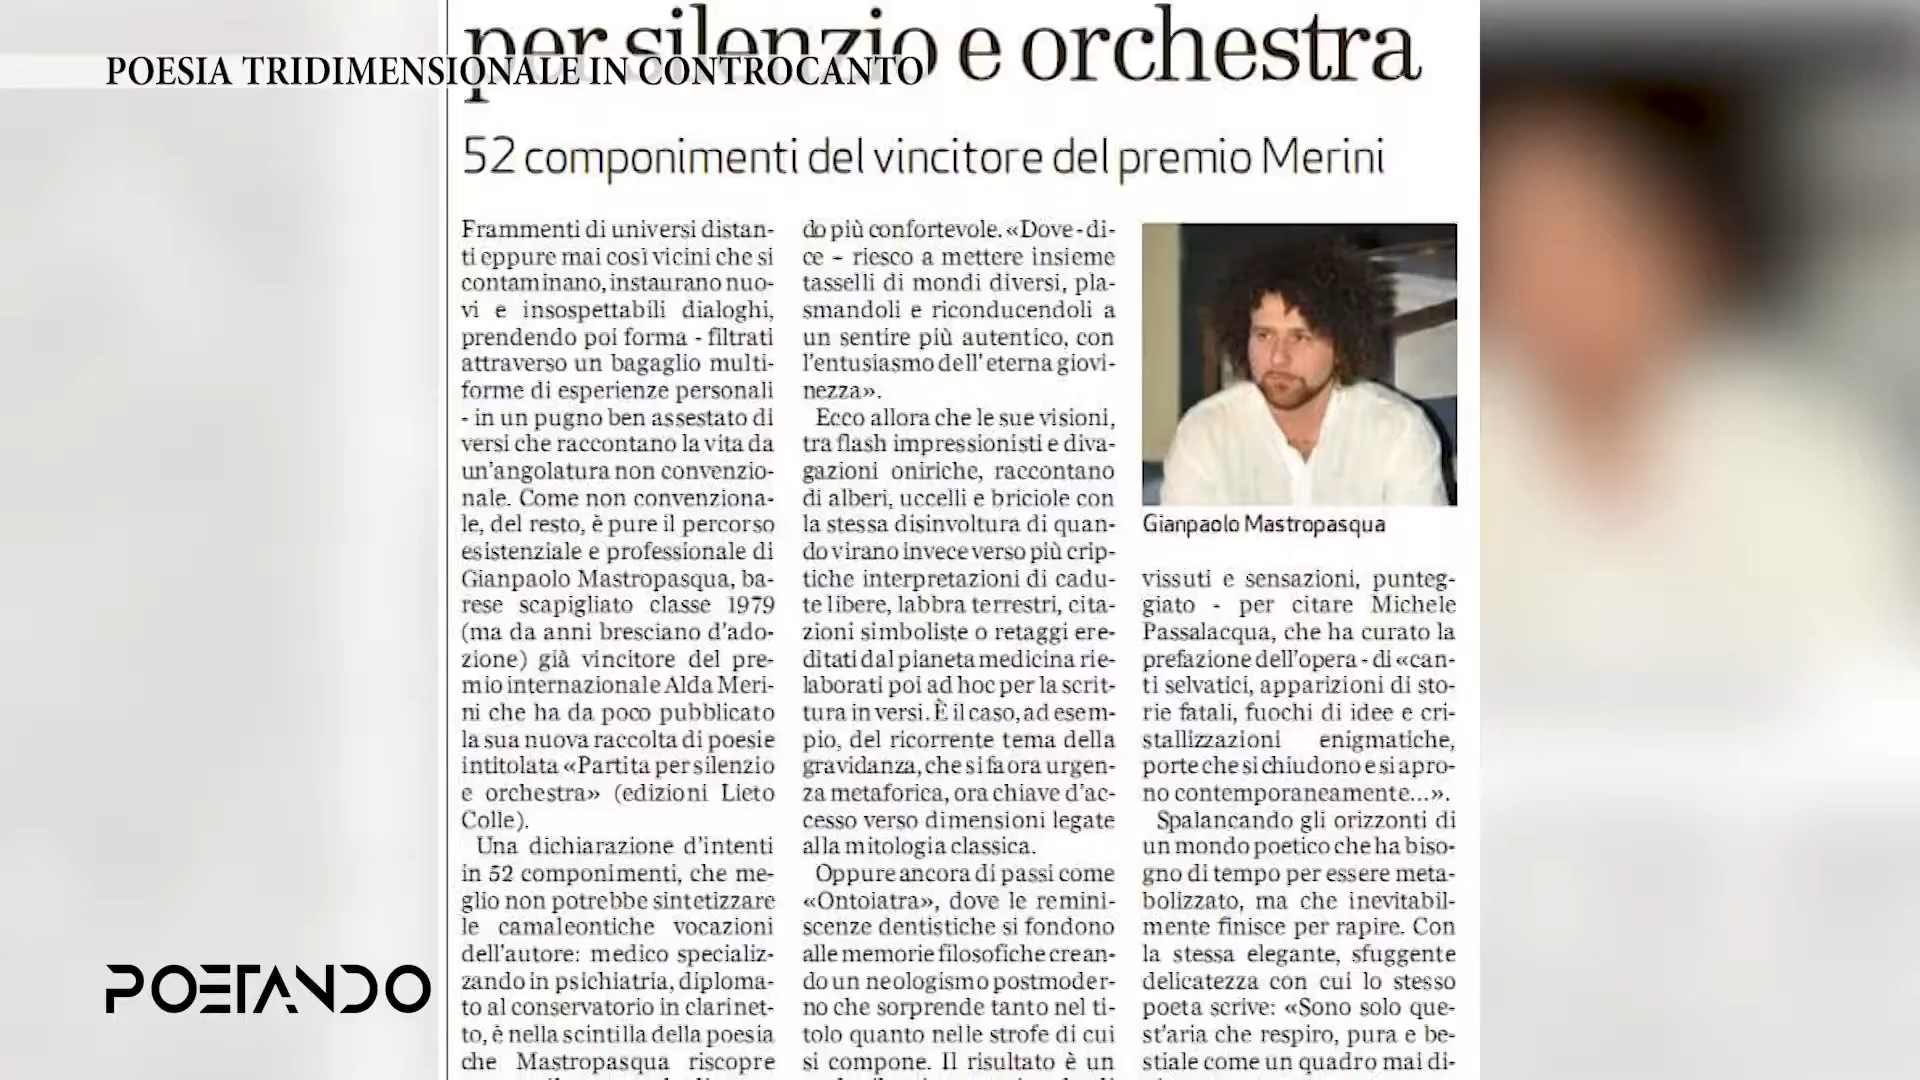 per silenzio e orchestra
POESIA TRIDIMENSIONALE IN CONTROCANTO
52 componimenti del vincitore del premio Merini
Frammenti di universi distan-
ti eppure mai così vicini che si
contaminano, instaurano nuo-
vi e insospettabili dialoghi,
prendendo poi forma - filtrati
attraverso un bagaglio multi-
forme di esperienze personali
- in un pugno ben assestato di
versi che raccontano la vita da
un'angolatura non convenzio-
nale. Come non convenziona-
le, del resto, è pure il percorso
esistenziale e professionale di
Gianpaolo Mastropasqua, ba-
rese scapigliato classe 1979
(ma da anni bresciano d'ado-
zione) già vincitore del pre-
mio internazionale Alda Meri-
ni che ha da poco pubblicato
la sua nuova raccolta di poesie
intitolata «Partita per silenzio
e orchestra» (edizioni Lieto
Colle).
Una dichiarazione d'intenti
in 52 componimenti, che me-
glio non potrebbe sintetizzare
le camaleontiche vocazioni
dell'autore: medico specializ-
zando in psichiatria, diploma-
to al conservatorio in clarinet-
to, è nella scintilla della poesia
che Mastropasqua riscopre
do più confortevole. «Dove - di-
ce - riesco a mettere insieme
tasselli di mondi diversi, pla-
smandoli e riconducendoli a
un sentire più autentico, con
l'entusiasmo dell' eterna giovi-
nezza».
Ecco allora che le sue visioni,
tra flash impressionisti e diva-
gazioni oniriche, raccontano
di alberi, uccelli e briciole con
la stessa disinvoltura di quan-
do virano invece verso più crip-
tiche interpretazioni di cadu-
te libere, labbra terrestri, cita-
zioni simboliste o retaggi ere-
ditati dal pianeta medicina rie-
laborati poi ad hoc per la scrit-
tura in versi. È il caso, ad esem-
pio, del ricorrente tema della
gravidanza, che si fa ora urgen-
za metaforica, ora chiave d'ac-
cesso verso dimensioni legate
alla mitologia classica.
Oppure ancora di passi come
«Ontoiatra», dove le remini-
scenze dentistiche si fondono
alle memorie filosofiche crean-
do un neologismo postmoder-
no che sorprende tanto nel ti-
tolo quanto nelle strofe di cui
si compone. Il risultato è un
Gianpaolo Mastropasqua
vissuti e sensazioni, punteg-
giato - per citare Michele
Passalacqua, che ha curato la
prefazione dell'opera - di «can-
ti selvatici, apparizioni di sto-
rie fatali, fuochi di idee e cri-
stallizzazioni enigmatiche,
porte che si chiudono e si apro-
no contemporaneamente...».
Spalancando gli orizzonti di
un mondo poetico che ha biso-
gno di tempo per essere meta-
bolizzato, ma che inevitabil-
mente finisce per rapire. Con
la stessa elegante, sfuggente
delicatezza con cui lo stesso
poeta scrive: «Sono solo que-
st'aria che respiro, pura e be-
stiale come un quadro mai di-
POETANDO